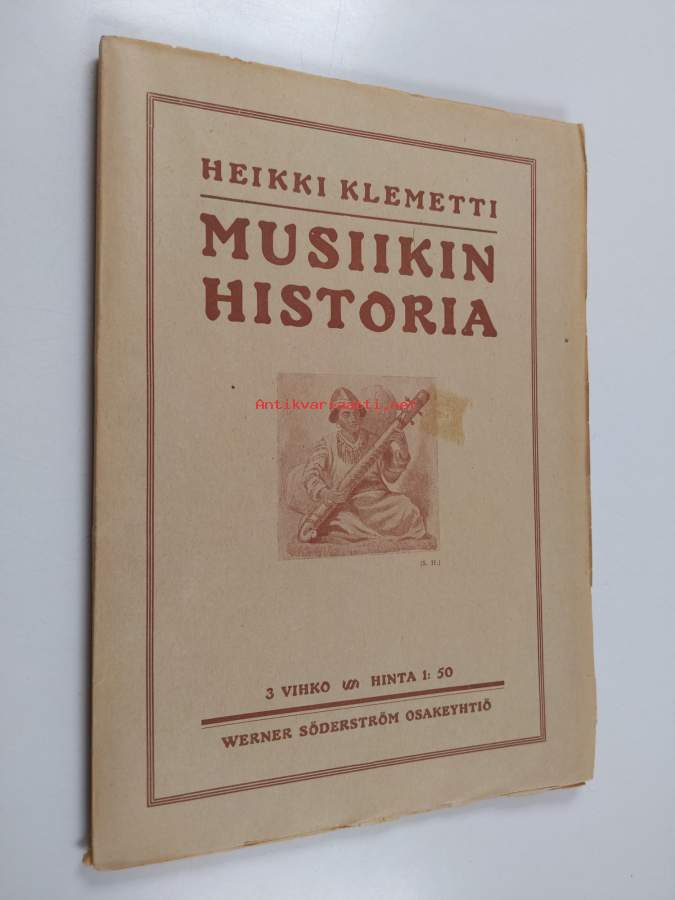 HEIKKI KLEMETTI
MUSIIKIN
HISTORIA
Antikvariaatti.net
(S. H.)
3 VIHKO HINTA 1: 50
WERNER SÖDERSTRÖM OSAKEYHTIÖ